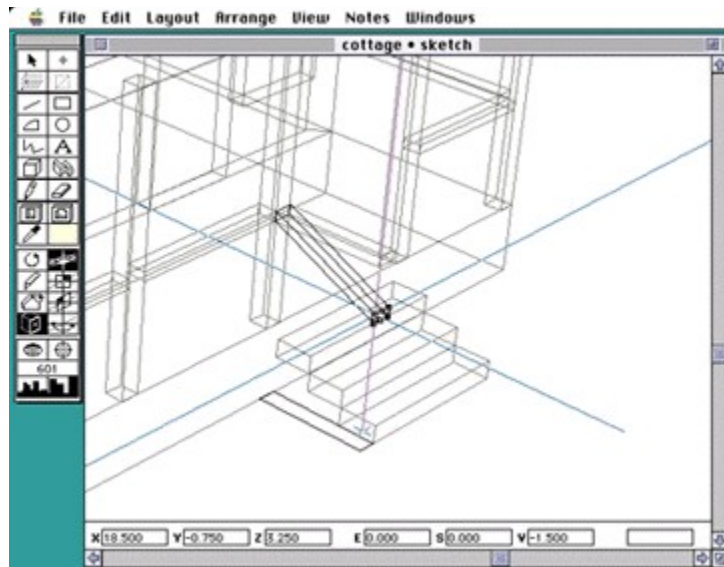 File Edit Layout Arrange View Notes Windows
cottage • sketch
A
601
X 18.500 Y -0.750 Z 3.250 E 0.000 S 0.000 V -1.500